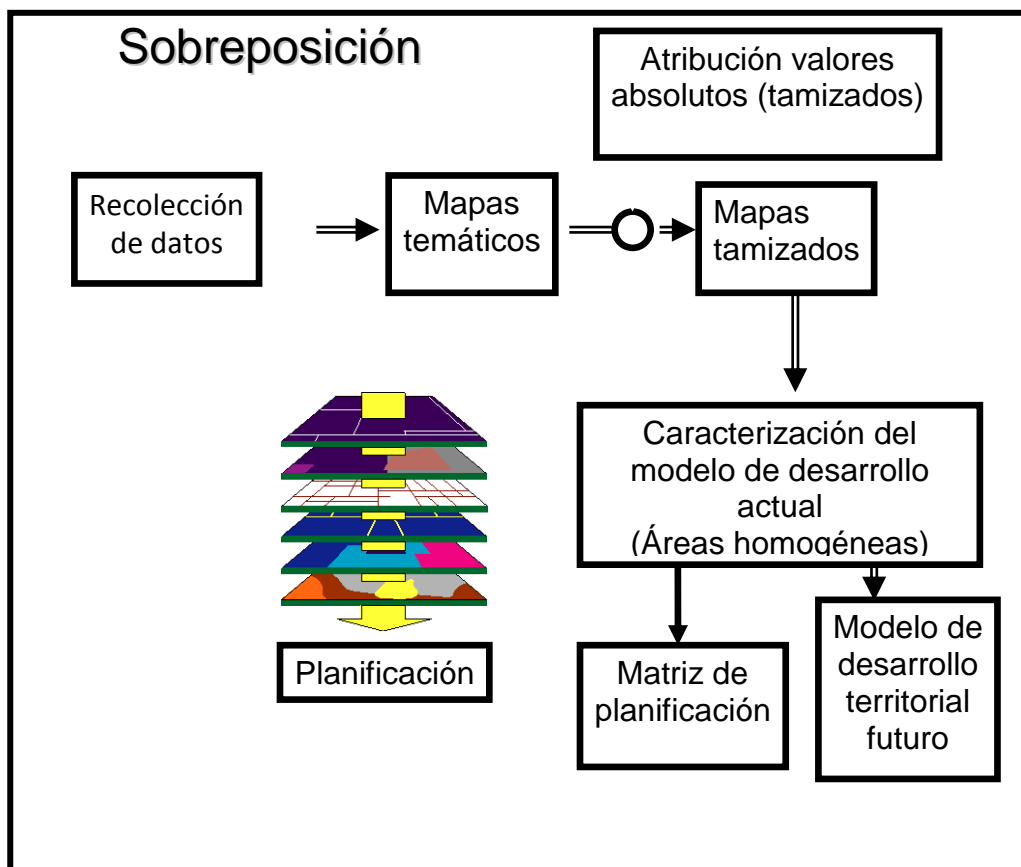 Sobreposición
Atribución valores
absolutos (tamizados)
Recolección
de datos
Mapas
temáticos
Mapas
tamizados
Caracterización del
modelo de desarrollo
actual
(Áreas homogéneas)
Planificación
Matriz de
planificación
Modelo de
desarrollo
territorial
futuro